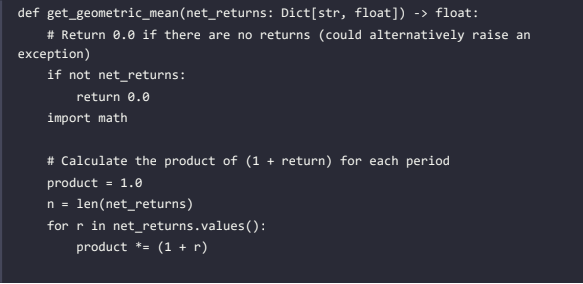 def get_geometric_mean(net_returns: Dict[str, float]) -> float:
    # Return 0.0 if there are no returns (could alternatively raise an
exception)
    if not net_returns:
        return 0.0
    import math
    # Calculate the product of (1 + return) for each period
    product = 1.0
    n = len(net_returns)
    for r in net_returns.values():
        product *= (1 + r)